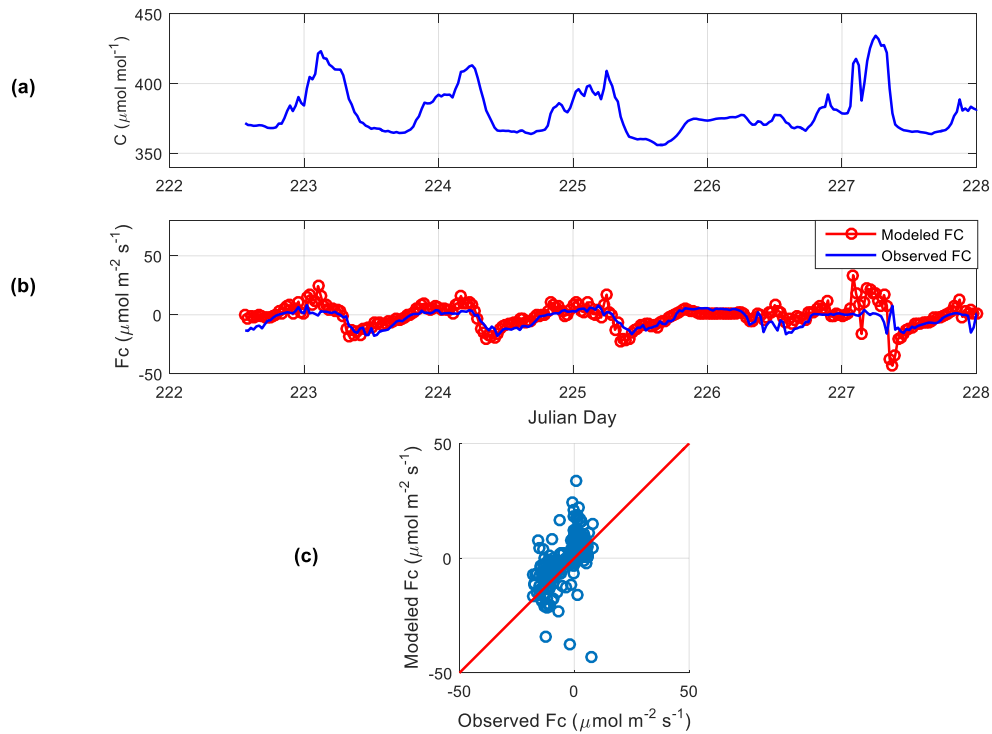 (a)
C (μmol mol⁻¹)
450
400
350
222 223 224 225 226 227 228
(b)
Fc (μmol m⁻² s⁻¹)
50
0
-50
Modeled FC
Observed FC
222 223 224 225 226 227 228
Julian Day
(c)
Modeled Fc (μmol m⁻² s⁻¹)
50
0
-50
-50 0 50
Observed Fc (μmol m⁻² s⁻¹)